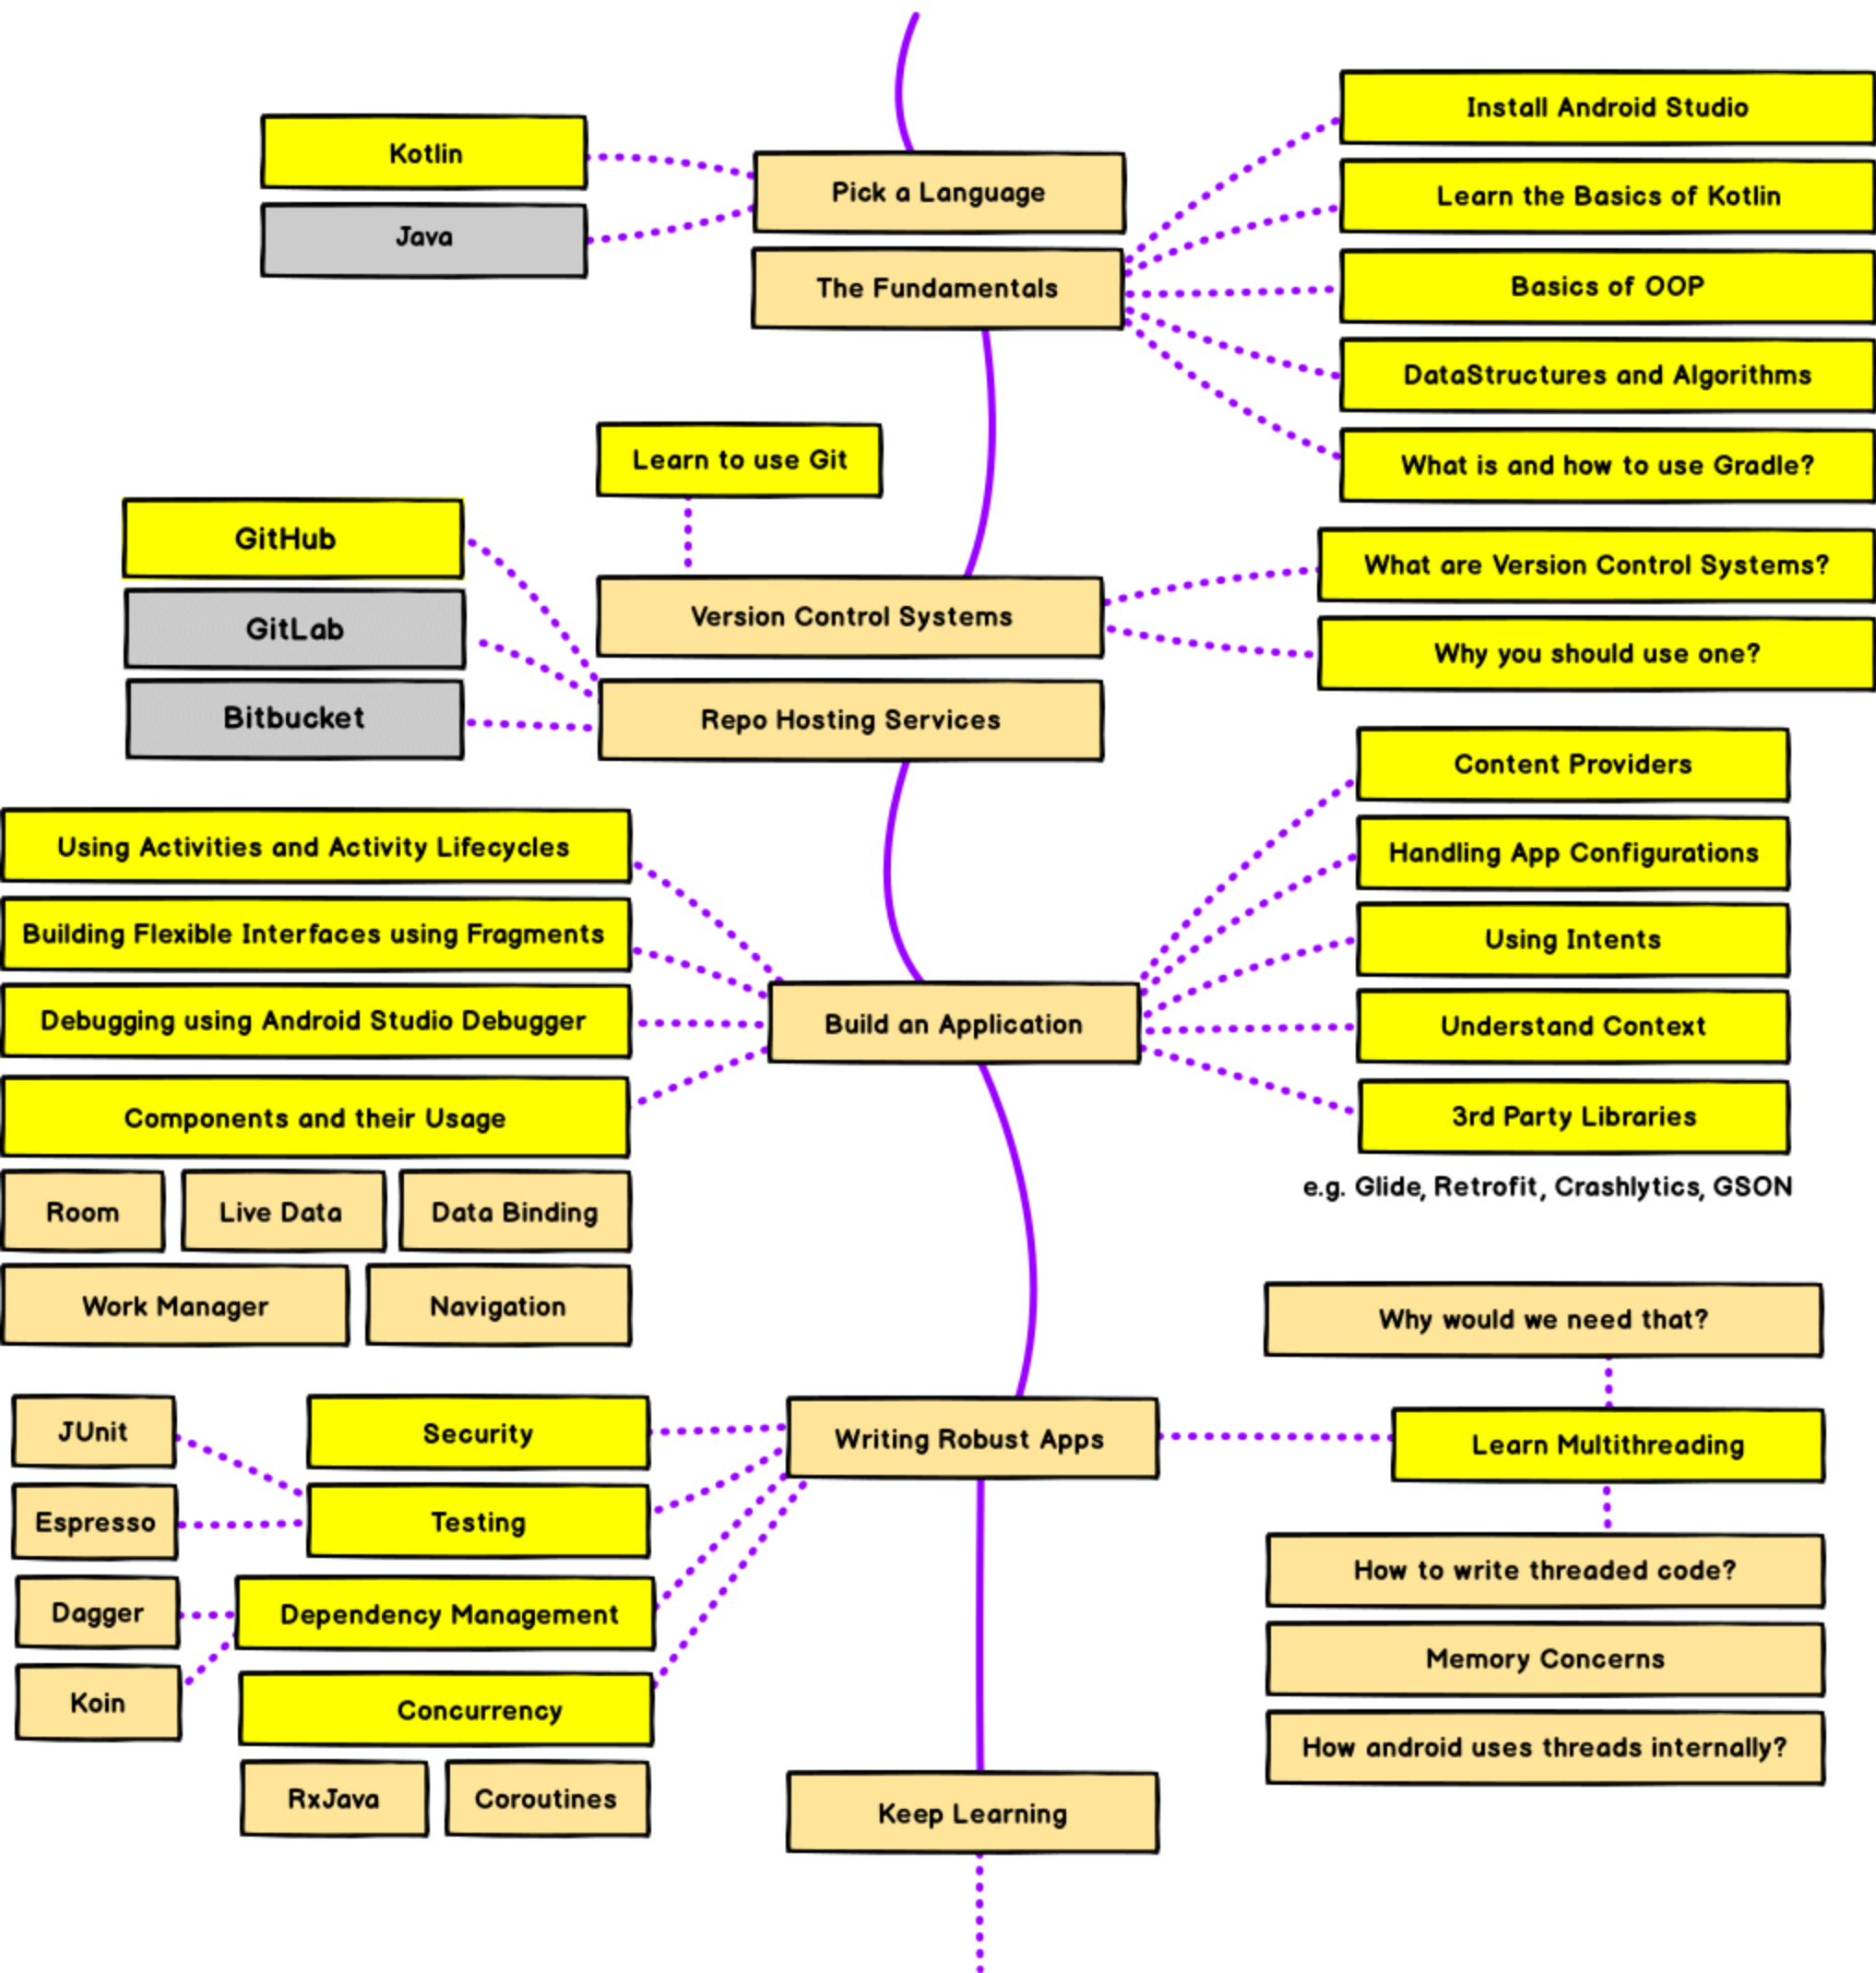 Kotlin
Java
Pick a Language
The Fundamentals
Install Android Studio
Learn the Basics of Kotlin
Basics of OOP
DataStructures and Algorithms
What is and how to use Gradle?
Learn to use Git
GitHub
GitLab
Bitbucket
Version Control Systems
Repo Hosting Services
What are Version Control Systems?
Why you should use one?
Using Activities and Activity Lifecycles
Building Flexible Interfaces using Fragments
Debugging using Android Studio Debugger
Components and their Usage
Room
Live Data
Data Binding
Work Manager
Navigation
Build an Application
Content Providers
Handling App Configurations
Using Intents
Understand Context
3rd Party Libraries
e.g. Glide, Retrofit, Crashlytics, GSON
JUnit
Espresso
Dagger
Koin
Security
Testing
Dependency Management
Concurrency
RxJava
Coroutines
Writing Robust Apps
Why would we need that?
Learn Multithreading
How to write threaded code?
Memory Concerns
How android uses threads internally?
Keep Learning